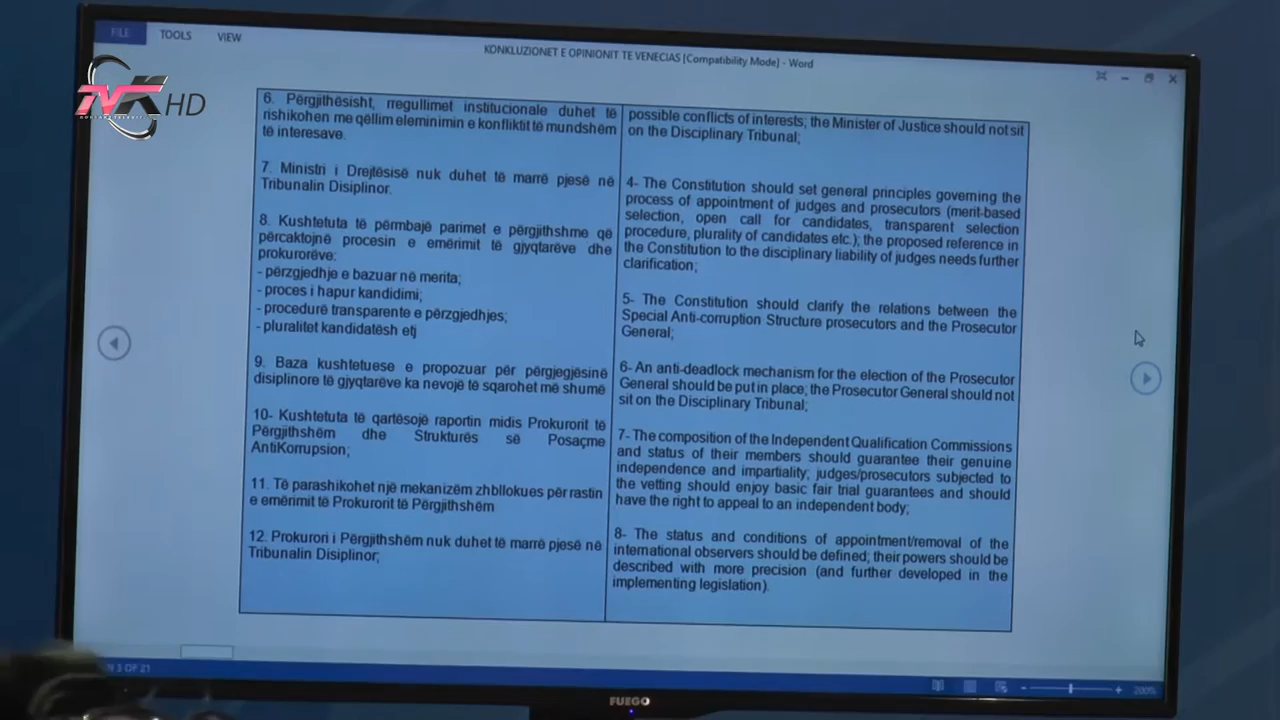 FILE TOOLS VIEW
KONKLUZIONET E OPINIONIT TE VENECIAS [Compatibility Mode] - Word
NK HD
6. Përgjithësisht, rregullimet institucionale duhet të
rishikohen me qëllim eleminimin e konfliktit të mundshëm
të interesave.
7. Ministri i Drejtësisë nuk duhet të marrë pjesë në
Tribunalin Disiplinor.
8. Kushtetuta të përmbajë parimet e përgjithshme që
përcaktojnë procesin e emërimit të gjyqtarëve dhe
prokurorëve:
- përzgjedhje e bazuar në merita;
- proces i hapur kandidimi;
- procedurë transparente e përzgjedhjes;
- pluralitet kandidatësh etj
9. Baza kushtetuese e propozuar për përgjegjësinë
disiplinore të gjyqtarëve ka nevojë të sqarohet më shumë
10- Kushtetuta të qartësojë raportin midis Prokurorit të
Përgjithshëm dhe Strukturës së Posaçme
AntiKorrupsion;
11. Të parashikohet një mekanizëm zhbllokues për rastin
e emërimit të Prokurorit të Përgjithshëm
12. Prokurori i Përgjithshëm nuk duhet të marrë pjesë në
Tribunalin Disiplinor;
possible conflicts of interests; the Minister of Justice should not sit
on the Disciplinary Tribunal;
4- The Constitution should set general principles governing the
process of appointment of judges and prosecutors (merit-based
selection, open call for candidates, transparent selection
procedure, plurality of candidates etc.); the proposed reference in
the Constitution to the disciplinary liability of judges needs further
clarification;
5- The Constitution should clarify the relations between the
Special Anti-corruption Structure prosecutors and the Prosecutor
General;
6- An anti-deadlock mechanism for the election of the Prosecutor
General should be put in place; the Prosecutor General should not
sit on the Disciplinary Tribunal;
7- The composition of the Independent Qualification Commissions
and status of their members should guarantee their genuine
independence and impartiality; judges/prosecutors subjected to
the vetting should enjoy basic fair trial guarantees and should
have the right to appeal to an independent body;
8- The status and conditions of appointment/removal of the
international observers should be defined; their powers should be
described with more precision (and further developed in the
implementing legislation).
3 OF 21
200%
FUEGO